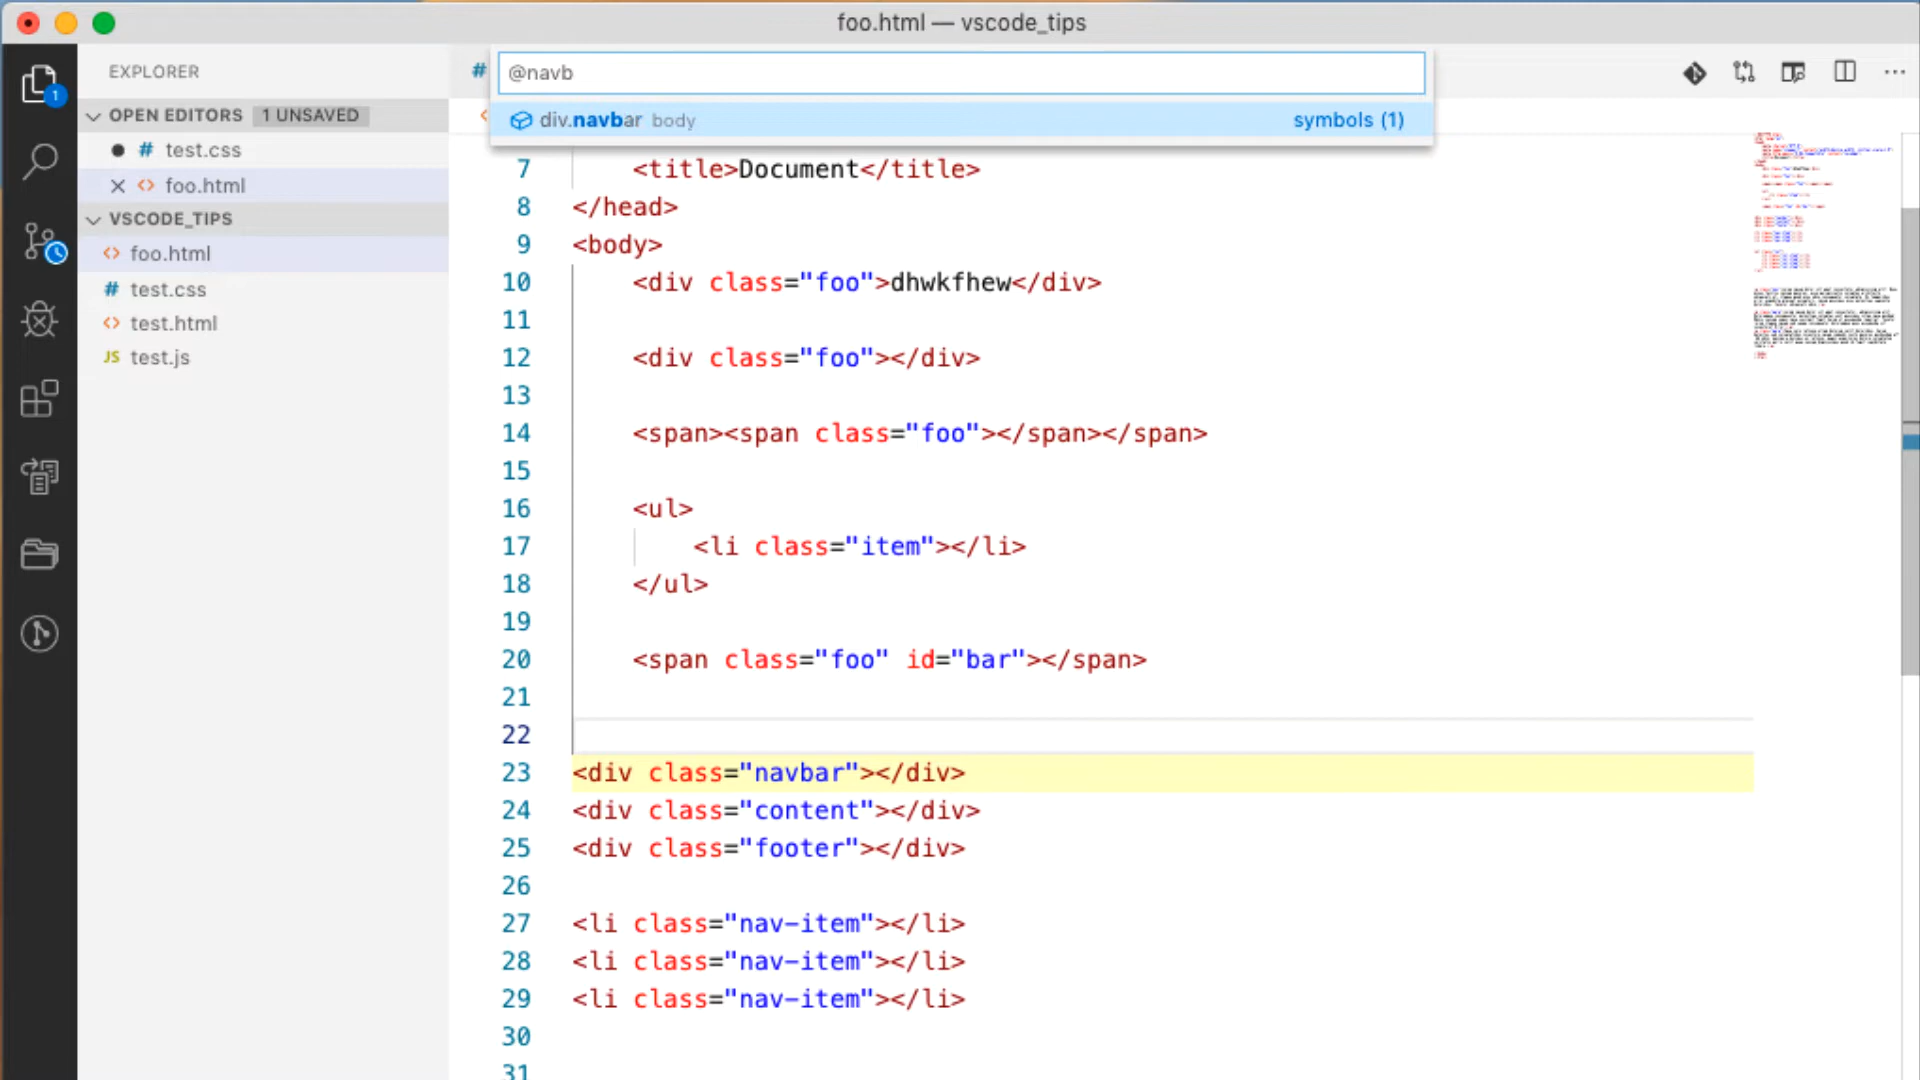 foo.html — vscode_tips
EXPLORER
1
OPEN EDITORS 1 UNSAVED
# test.css
foo.html
VSCODE_TIPS
foo.html
# test.css
test.html
JS test.js
#
@navb
div.navbar body symbols (1)
7 <title>Document</title>
8 </head>
9 <body>
10 <div class="foo">dhwkfhew</div>
11
12 <div class="foo"></div>
13
14 <span><span class="foo"></span></span>
15
16 <ul>
17 <li class="item"></li>
18 </ul>
19
20 <span class="foo" id="bar"></span>
21
22
23 <div class="navbar"></div>
24 <div class="content"></div>
25 <div class="footer"></div>
26
27 <li class="nav-item"></li>
28 <li class="nav-item"></li>
29 <li class="nav-item"></li>
30
31